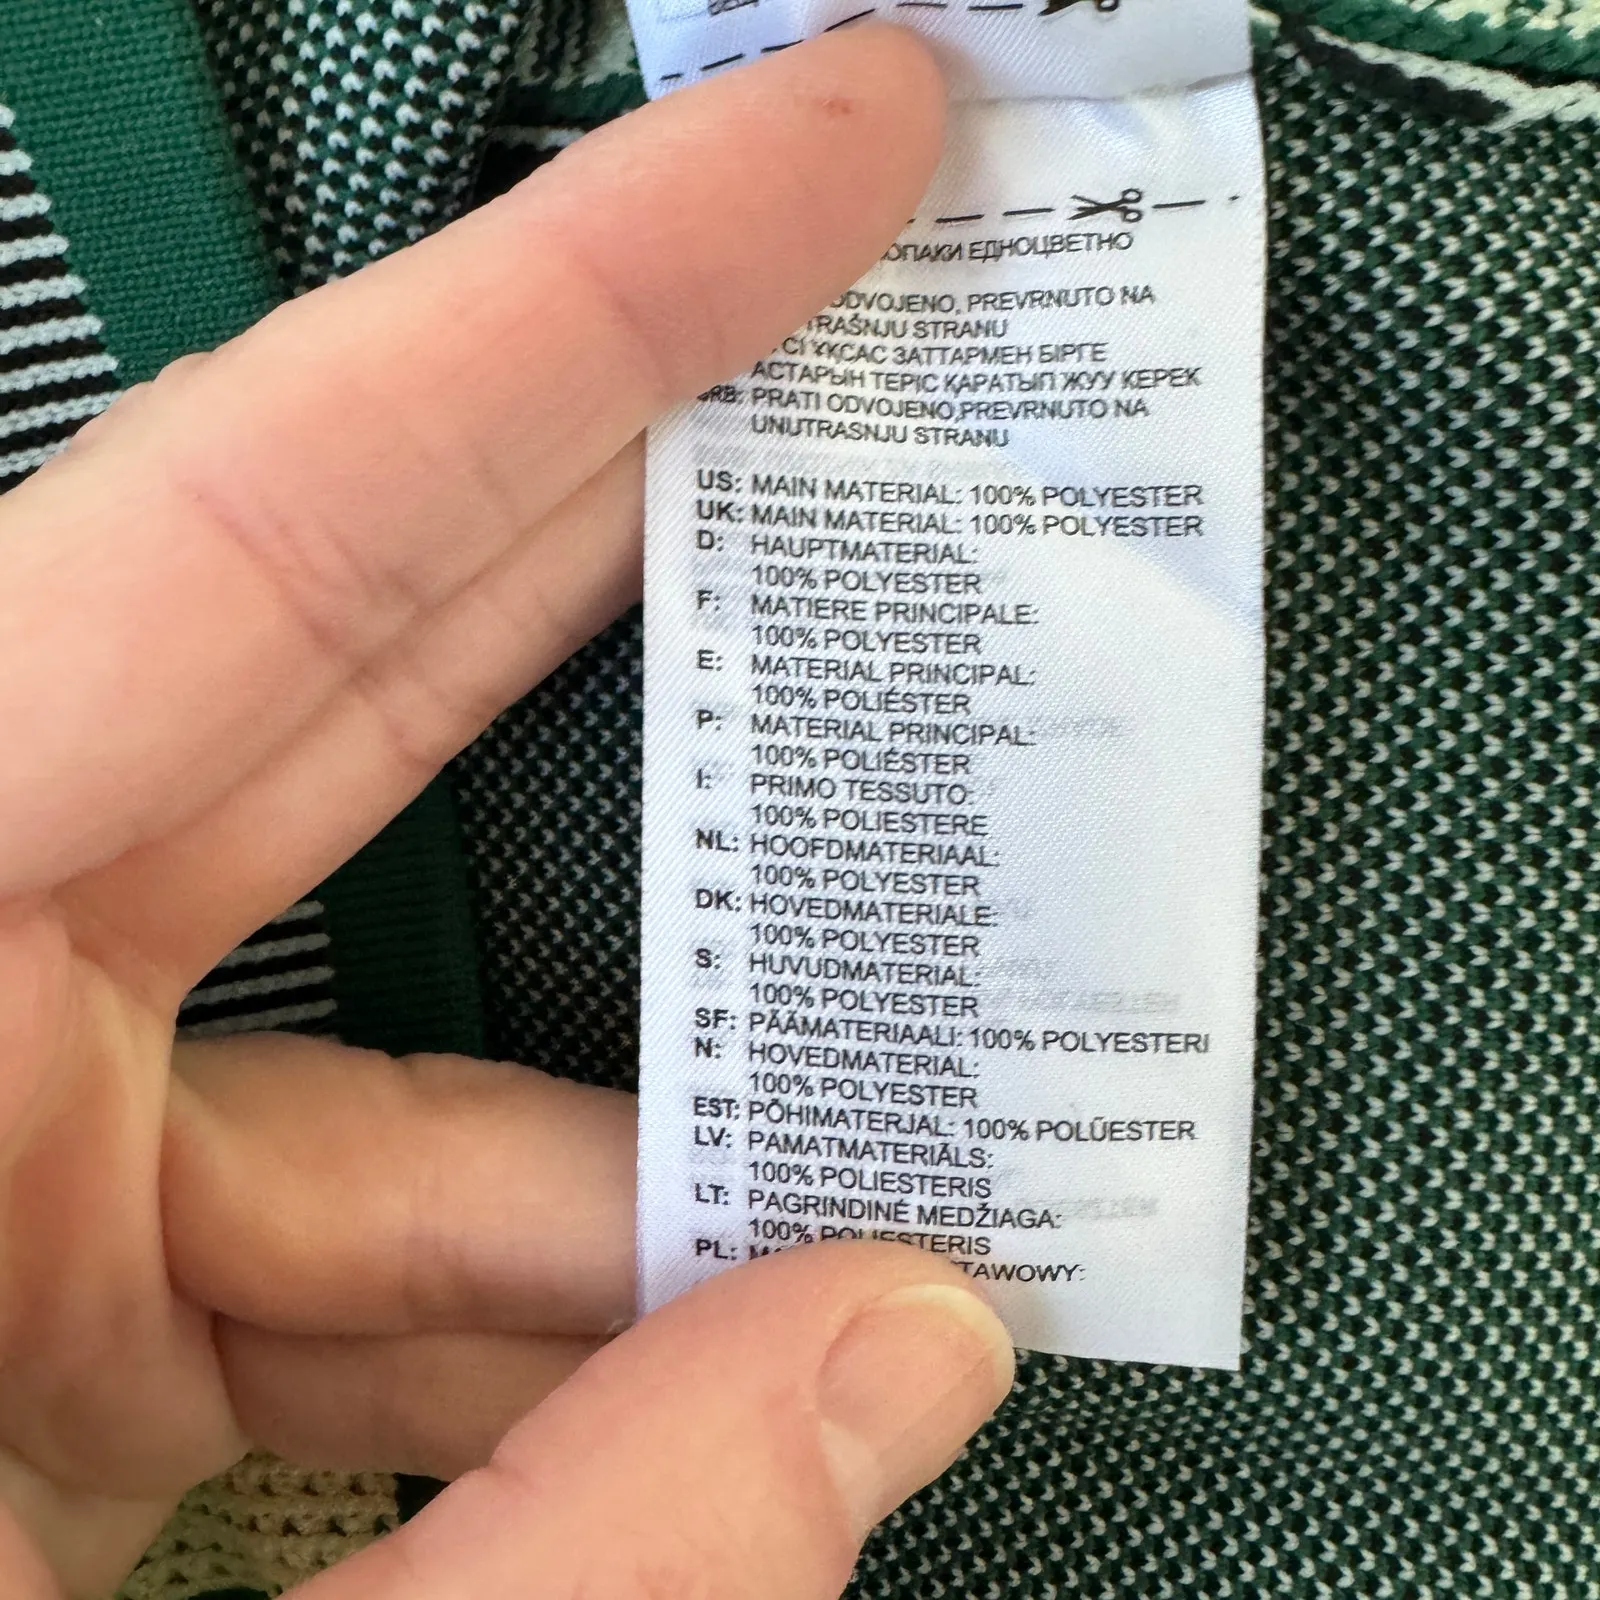 ЕДНОЦВЕТНО
PREVRNUTO NA
STRANU
ҰҚСАС ЗАТТАРМЕН БІРГЕ
АСТАРЫН ТЕРІС ҚАРАТЫП ЖУУ КЕРЕК
PRATI ODVOJENO,PREVRNUTO NA
UNUTRASNJU STRANU
US: MAIN MATERIAL: 100% POLYESTER
UK: MAIN MATERIAL: 100% POLYESTER
D: HAUPTMATERIAL:
100% POLYESTER
F: MATIERE PRINCIPALE:
100% POLYESTER
E: MATERIAL PRINCIPAL:
100% POLIÉSTER
P: MATERIAL PRINCIPAL:
100% POLIÉSTER
I: PRIMO TESSUTO:
100% POLIESTERE
NL: HOOFDMATERIAAL:
100% POLYESTER
DK: HOVEDMATERIALE:
100% POLYESTER
S: HUVUDMATERIAL:
100% POLYESTER
SF: PÄÄMATERIAALI: 100% POLYESTERI
N: HOVEDMATERIAL:
100% POLYESTER
EST: PÕHIMATERJAL: 100% POLÜESTER
LV: PAMATMATERIĀLS:
100% POLIESTERIS
LT: PAGRINDINĖ MEDŽIAGA:
100% POLIESTERIS
PL: